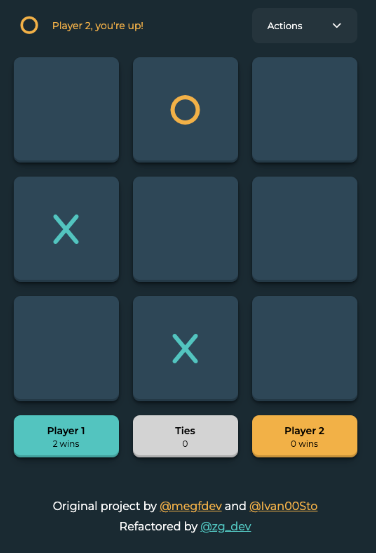 Player 2, you're up!
Actions
Player 1
2 wins
Ties
0
Player 2
0 wins
Original project by @megfdev and @Ivan00Sto
Refactored by @zg_dev